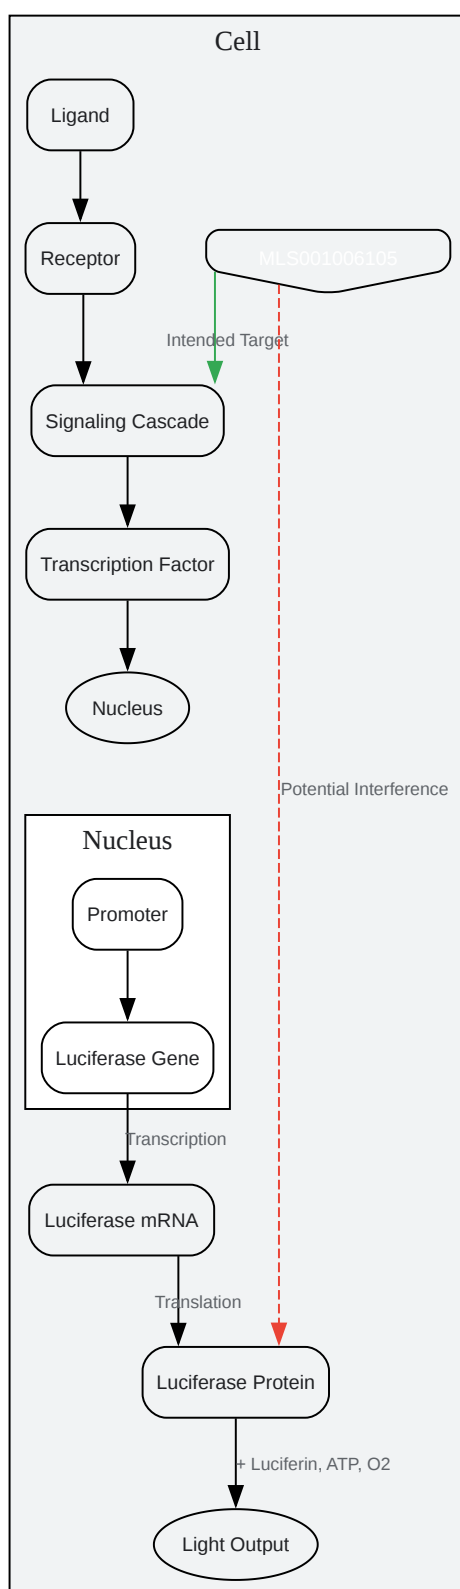 Cell
Ligand
Receptor
MLS001006105
Intended Target
Signaling Cascade
Transcription Factor
Nucleus
Potential Interference
Nucleus
Promoter
Luciferase Gene
Transcription
Luciferase mRNA
Translation
Luciferase Protein
+ Luciferin, ATP, O2
Light Output